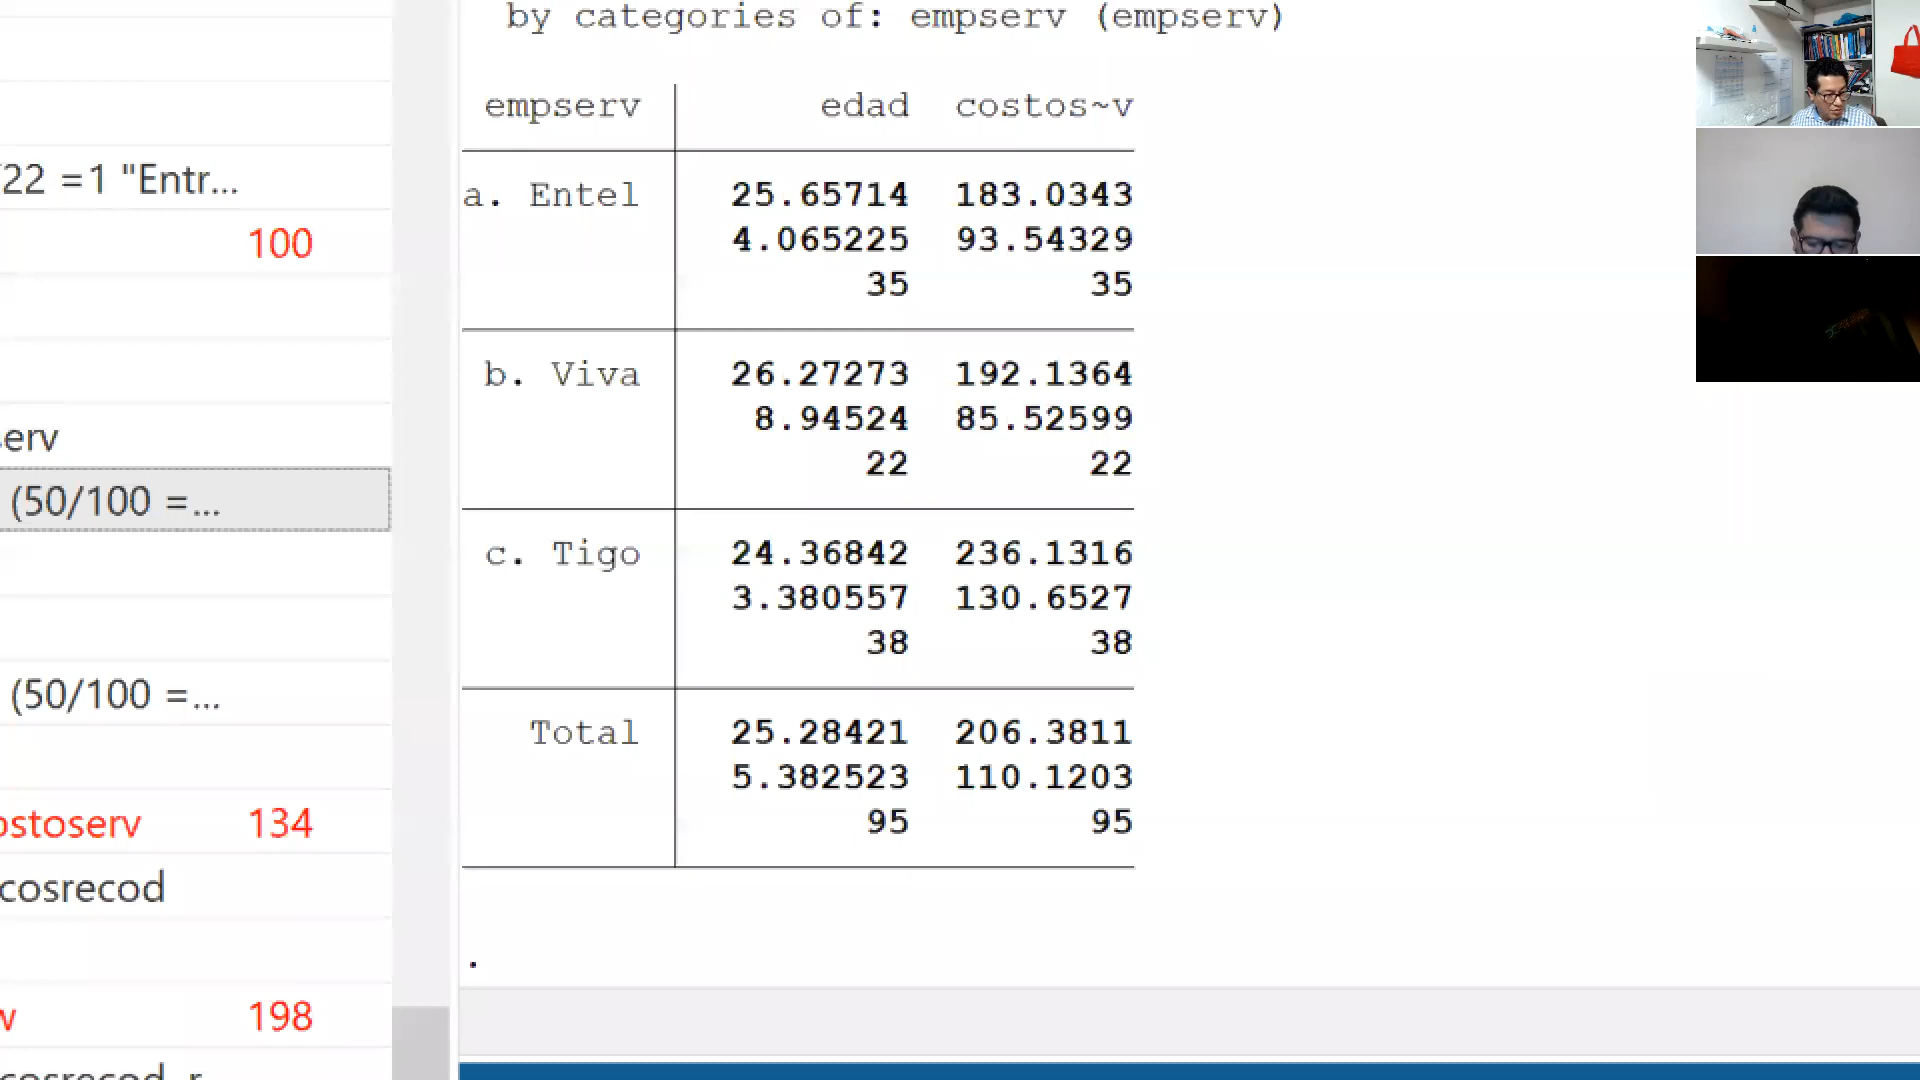 by categories of: empserv (empserv)
empserv edad costos~v
a. Entel 25.65714 183.0343
4.065225 93.54329
35 35
b. Viva 26.27273 192.1364
8.94524 85.52599
22 22
c. Tigo 24.36842 236.1316
3.380557 130.6527
38 38
Total 25.28421 206.3811
5.382523 110.1203
95 95
.
/22 =1 "Entr...
100
serv
(50/100 =...
(50/100 =...
ostoserv 134
cosrecod
w 198
cosrecod_r